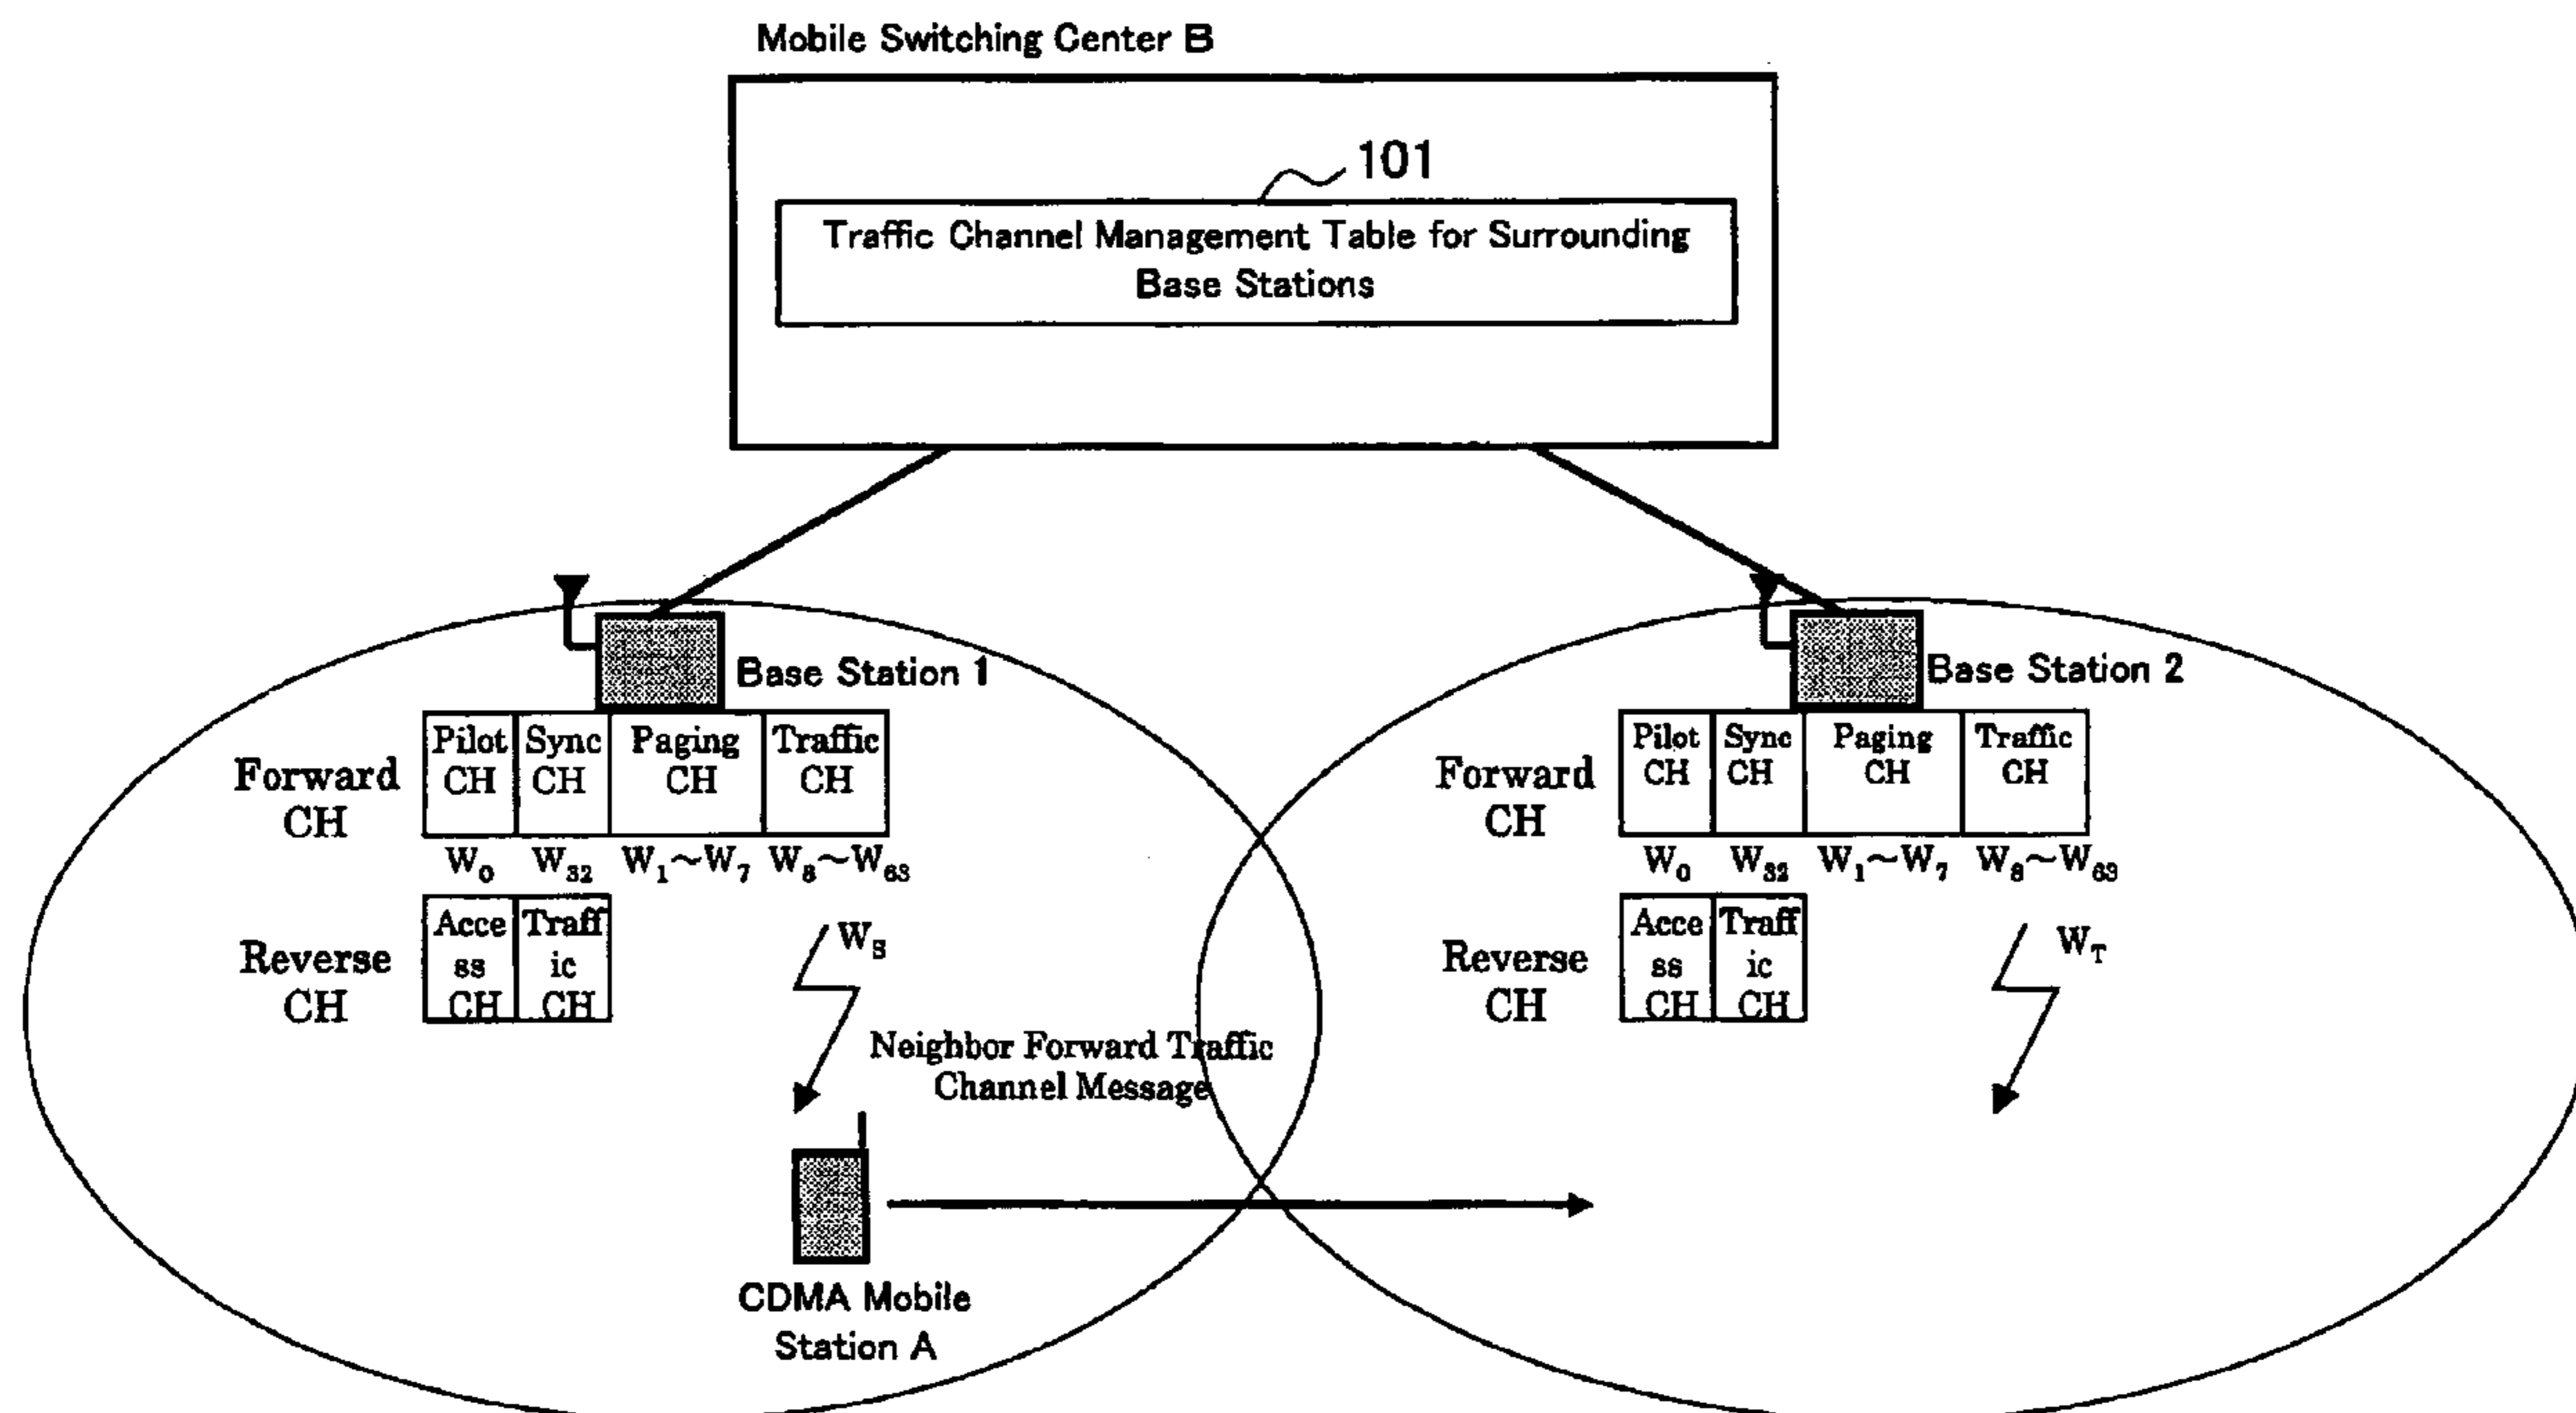 Mobile Switching Center B
101
Traffic Channel Management Table for Surrounding
Base Stations
Base Station 1
Pilot CH
Sync CH
Paging CH
Traffic CH
Forward CH
W₀ W₃₂ W₁~W₇ W₈~W₆₃
Acce ss CH
Traff ic CH
Reverse CH
W_S
Neighbor Forward Traffic
Channel Message
CDMA Mobile
Station A
Base Station 2
Pilot CH
Sync CH
Paging CH
Traffic CH
Forward CH
W₀ W₃₂ W₁~W₇ W₈~W₆₃
Acce ss CH
Traff ic CH
Reverse CH
W_T